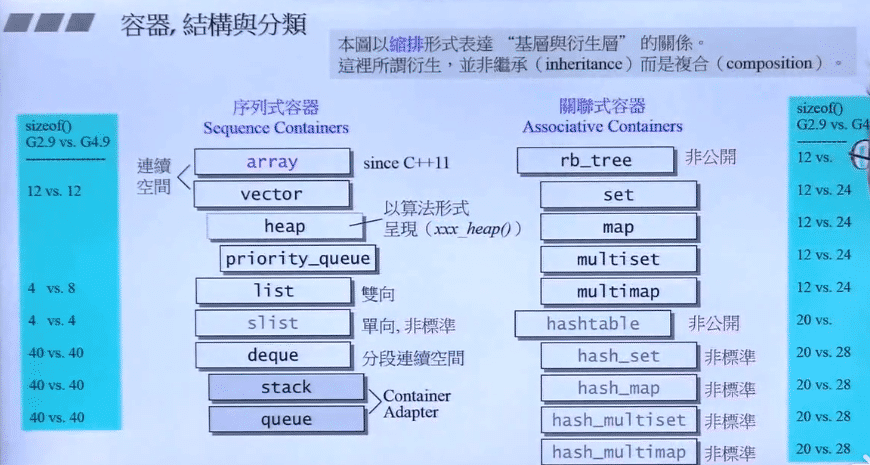 容器, 結構與分類
本圖以縮排形式表達 “基層與衍生層” 的關係。
這裡所謂衍生，並非繼承（inheritance）而是複合（composition）。
sizeof()
G2.9 vs. G4.9
--------------------
12 vs. 12
4 vs. 8
4 vs. 4
40 vs. 40
40 vs. 40
40 vs. 40
序列式容器
Sequence Containers
連續
空間
array
since C++11
vector
heap
以算法形式
呈現（xxx_heap()）
priority_queue
list
雙向
slist
單向, 非標準
deque
分段連續空間
stack
queue
Container
Adapter
關聯式容器
Associative Containers
rb_tree
非公開
set
map
multiset
multimap
hashtable
非公開
hash_set
非標準
hash_map
非標準
hash_multiset
非標準
hash_multimap
非標準
sizeof()
G2.9 vs. G4
--------------------
12 vs.
12 vs. 24
12 vs. 24
12 vs. 24
12 vs. 24
20 vs.
20 vs. 28
20 vs. 28
20 vs. 28
20 vs. 28